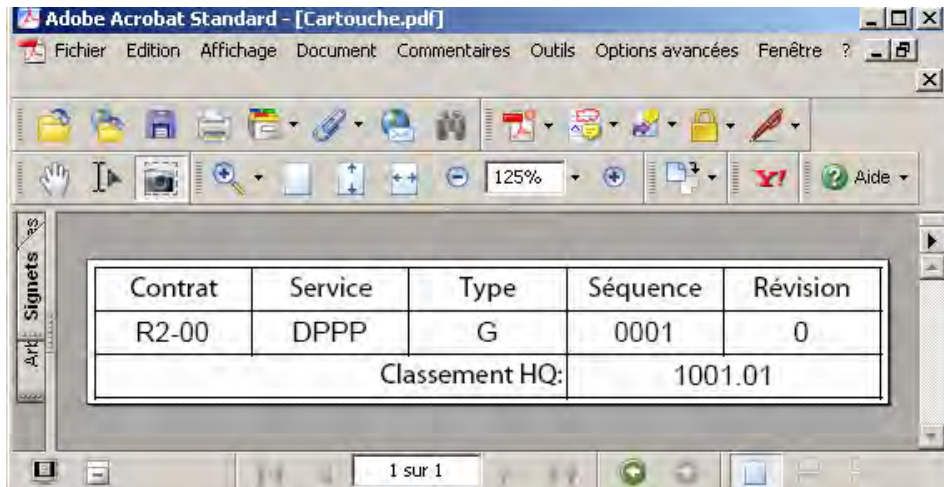 Adobe Acrobat Standard - [Cartouche.pdf]
Fichier Edition Affichage Document Commentaires Outils Options avancées Fenêtre ?
125% Y! Aide
Signets
Contrat Service Type Séquence Révision
R2-00 DPPP G 0001 0
Classement HQ: 1001.01
1 sur 1